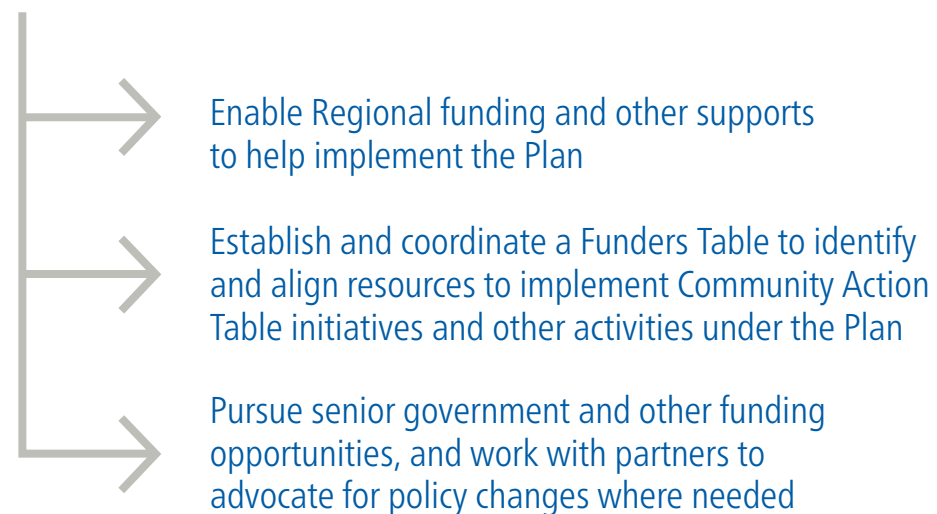 Enable Regional funding and other supports
to help implement the Plan
Establish and coordinate a Funders Table to identify
and align resources to implement Community Action
Table initiatives and other activities under the Plan
Pursue senior government and other funding
opportunities, and work with partners to
advocate for policy changes where needed